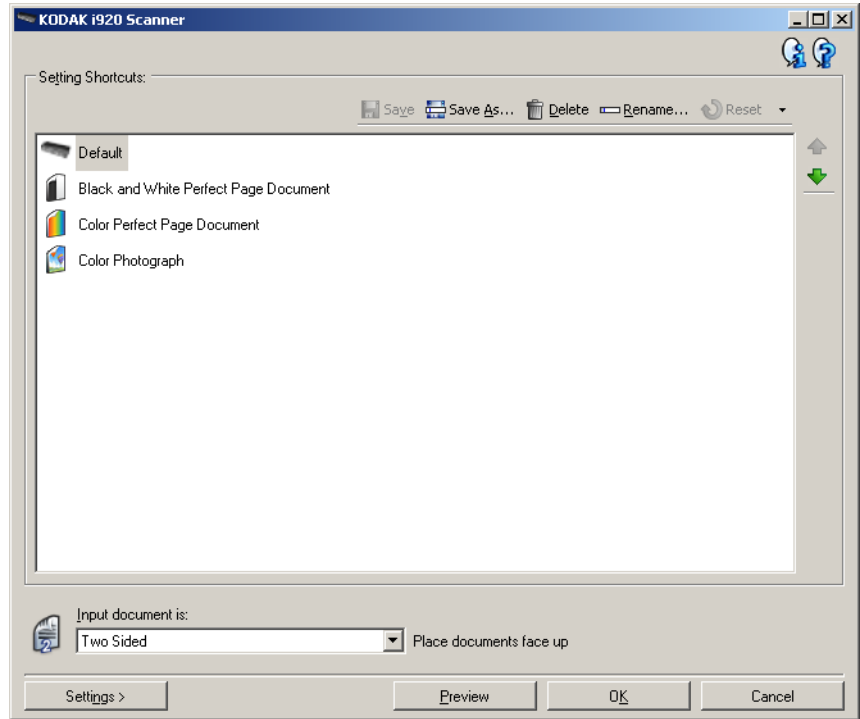 KODAK i920 Scanner
Setting Shortcuts:
Save Save As... Delete Rename... Reset
Default
Black and White Perfect Page Document
Color Perfect Page Document
Color Photograph
Input document is:
2 Two Sided Place documents face up
Settings > Preview OK Cancel